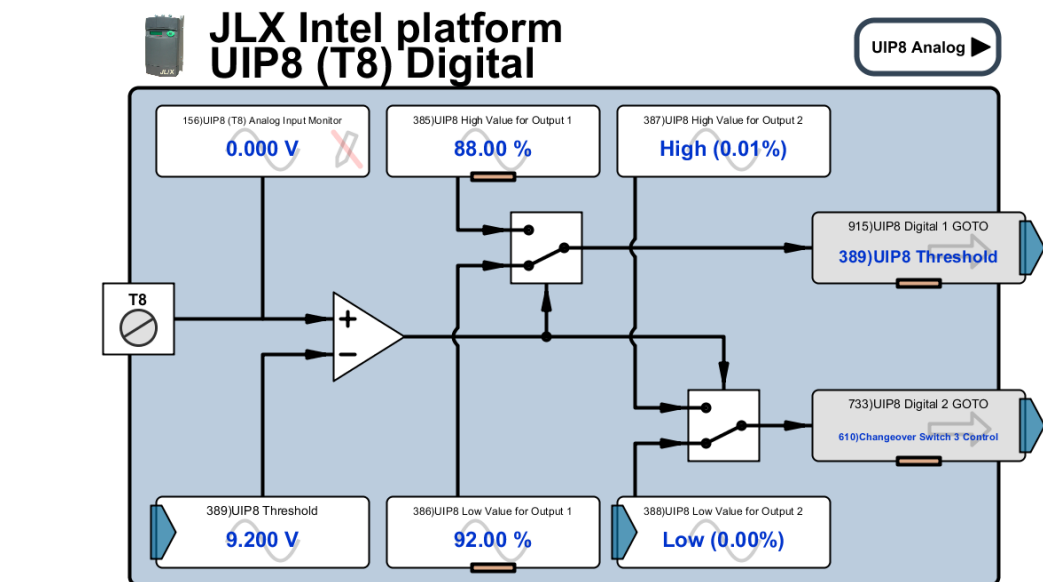 JLX Intel platform
UIP8 (T8) Digital
JL/X
UIP8 Analog
156)UIP8 (T8) Analog Input Monitor
0.000 V
385)UIP8 High Value for Output 1
88.00 %
387)UIP8 High Value for Output 2
High (0.01%)
915)UIP8 Digital 1 GOTO
389)UIP8 Threshold
T8
+
−
733)UIP8 Digital 2 GOTO
610)Changeover Switch 3 Control
389)UIP8 Threshold
9.200 V
386)UIP8 Low Value for Output 1
92.00 %
388)UIP8 Low Value for Output 2
Low (0.00%)